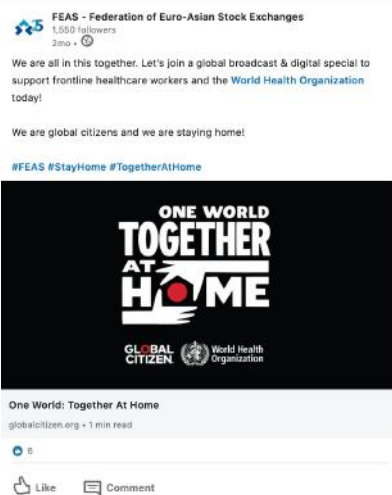 FEAS - Federation of Euro-Asian Stock Exchanges
1,550 followers
2mo •
We are all in this together. Let's join a global broadcast & digital special to
support frontline healthcare workers and the World Health Organization
today!
We are global citizens and we are staying home!
#FEAS #StayHome #TogetherAtHome
ONE WORLD
TOGETHER
AT
HOME
GLOBAL
CITIZEN.
World Health
Organization
One World: Together At Home
globalcitizen.org • 1 min read
6
Like
Comment